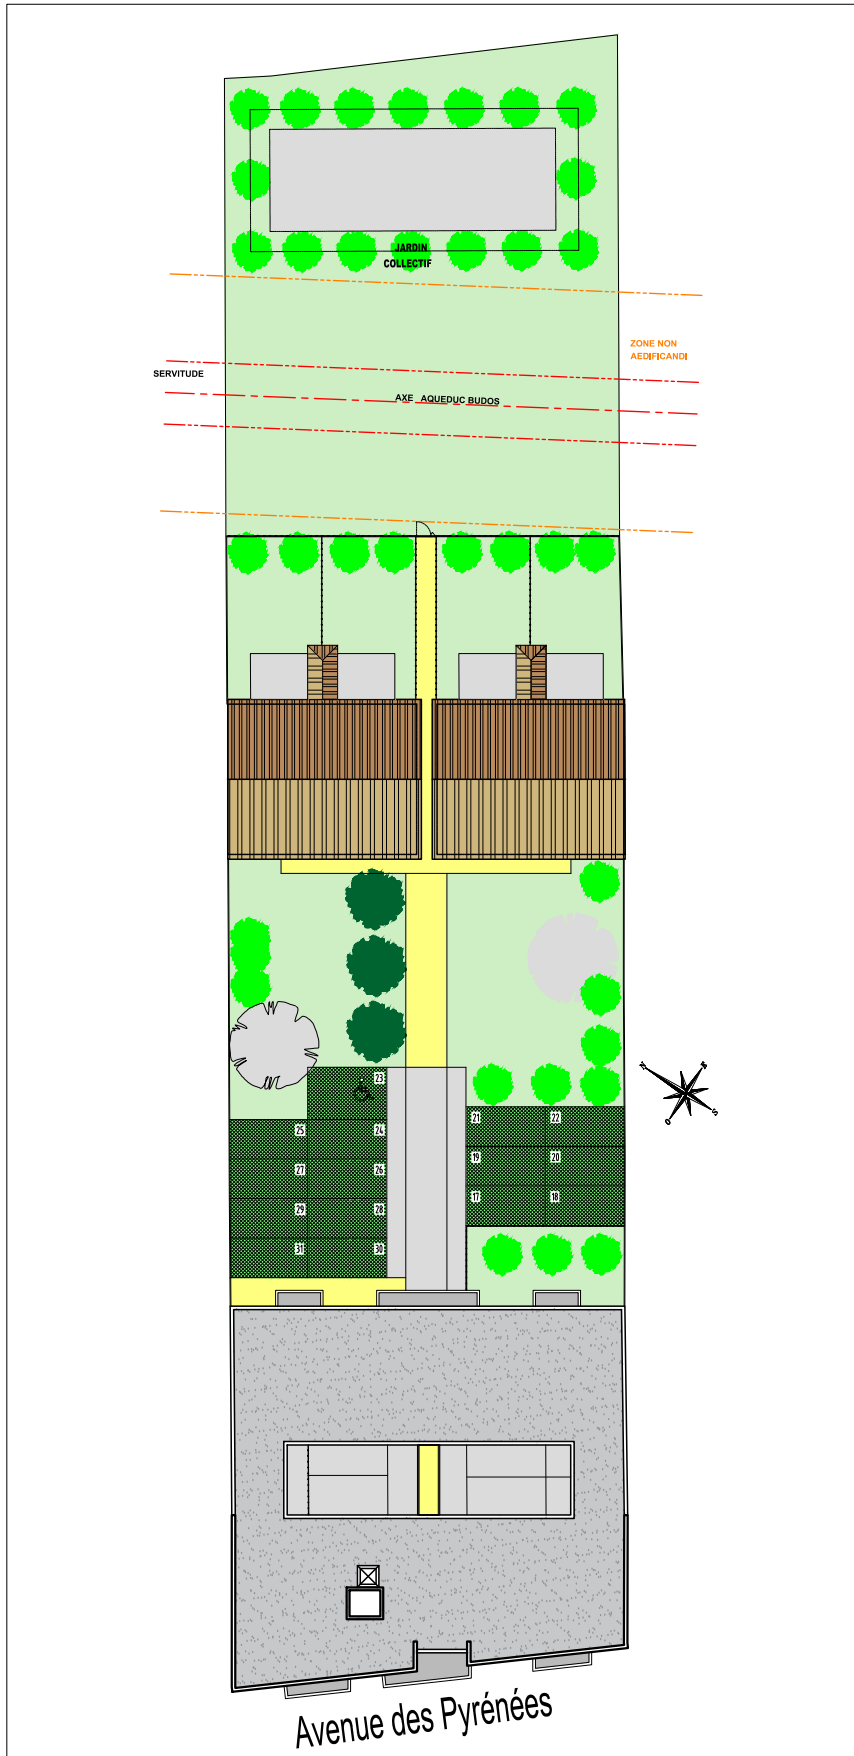 JARDIN
COLLECTIF
ZONE NON
AEDIFICANDI
SERVITUDE
AXE AQUEDUC BUDOS
23
25 24
27 26
29 28
31 30
21 22
19 20
17 18
N
E
O
S
Avenue des Pyrénées